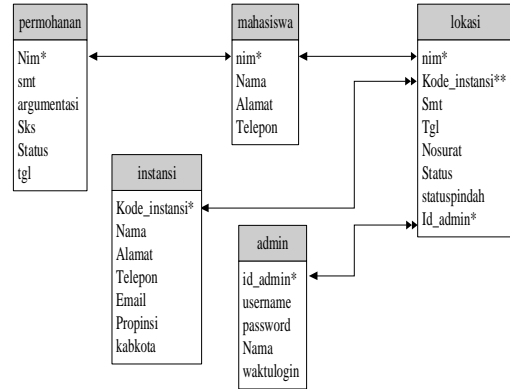 permohanan
Nim*
smt
argumentasi
Sks
Status
tgl
mahasiswa
nim*
Nama
Alamat
Telepon
lokasi
nim*
Kode_instansi**
Smt
Tgl
Nosurat
Status
statuspindah
Id_admin*
instansi
Kode_instansi*
Nama
Alamat
Telepon
Email
Propinsi
kabkota
admin
id_admin*
username
password
Nama
waktulogin